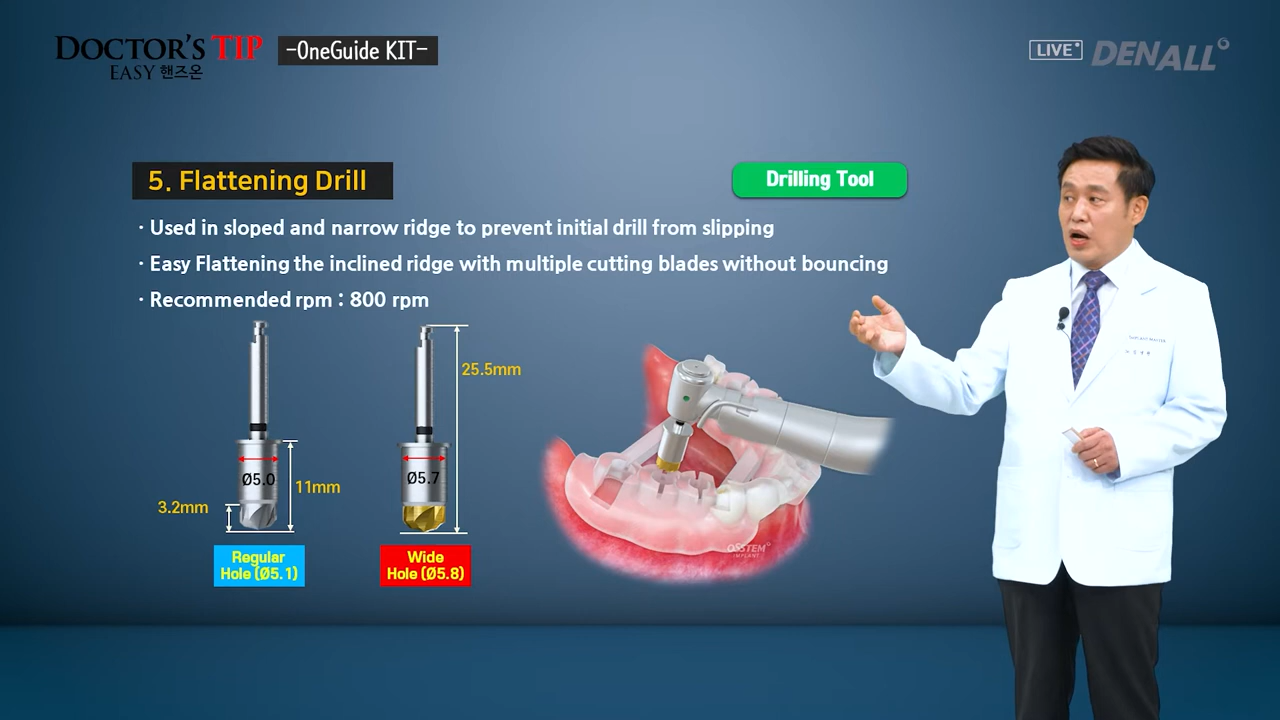 DOCTOR'S TIP
EASY 핸즈온
-OneGuide KIT-
LIVE
DENALL
5. Flattening Drill
Drilling Tool
· Used in sloped and narrow ridge to prevent initial drill from slipping
· Easy Flattening the inclined ridge with multiple cutting blades without bouncing
· Recommended rpm : 800 rpm
25.5mm
Ø5.0
Ø5.7
11mm
3.2mm
Regular
Hole (Ø5.1)
Wide
Hole (Ø5.8)
OSSTEM
IMPLANT